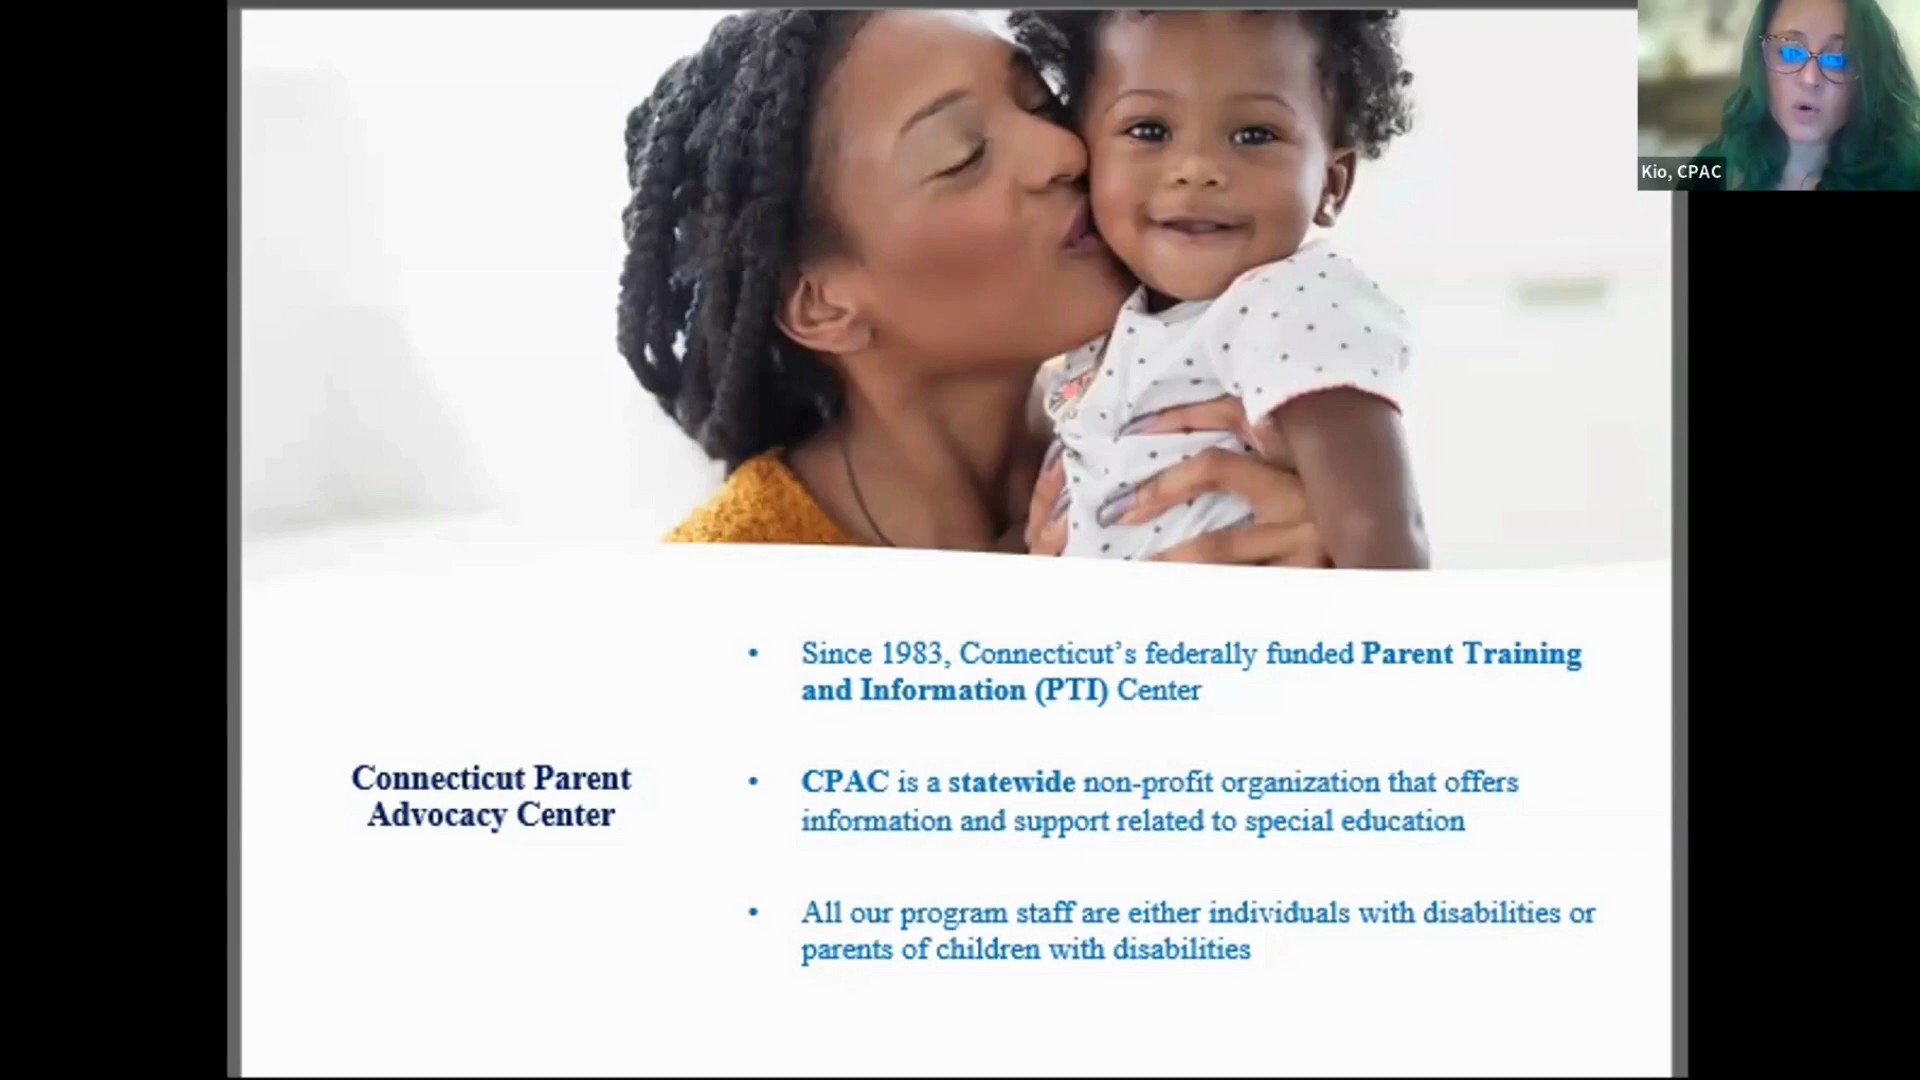 Kio, CPAC
Connecticut Parent
Advocacy Center
• Since 1983, Connecticut’s federally funded Parent Training
and Information (PTI) Center
• CPAC is a statewide non-profit organization that offers
information and support related to special education
• All our program staff are either individuals with disabilities or
parents of children with disabilities